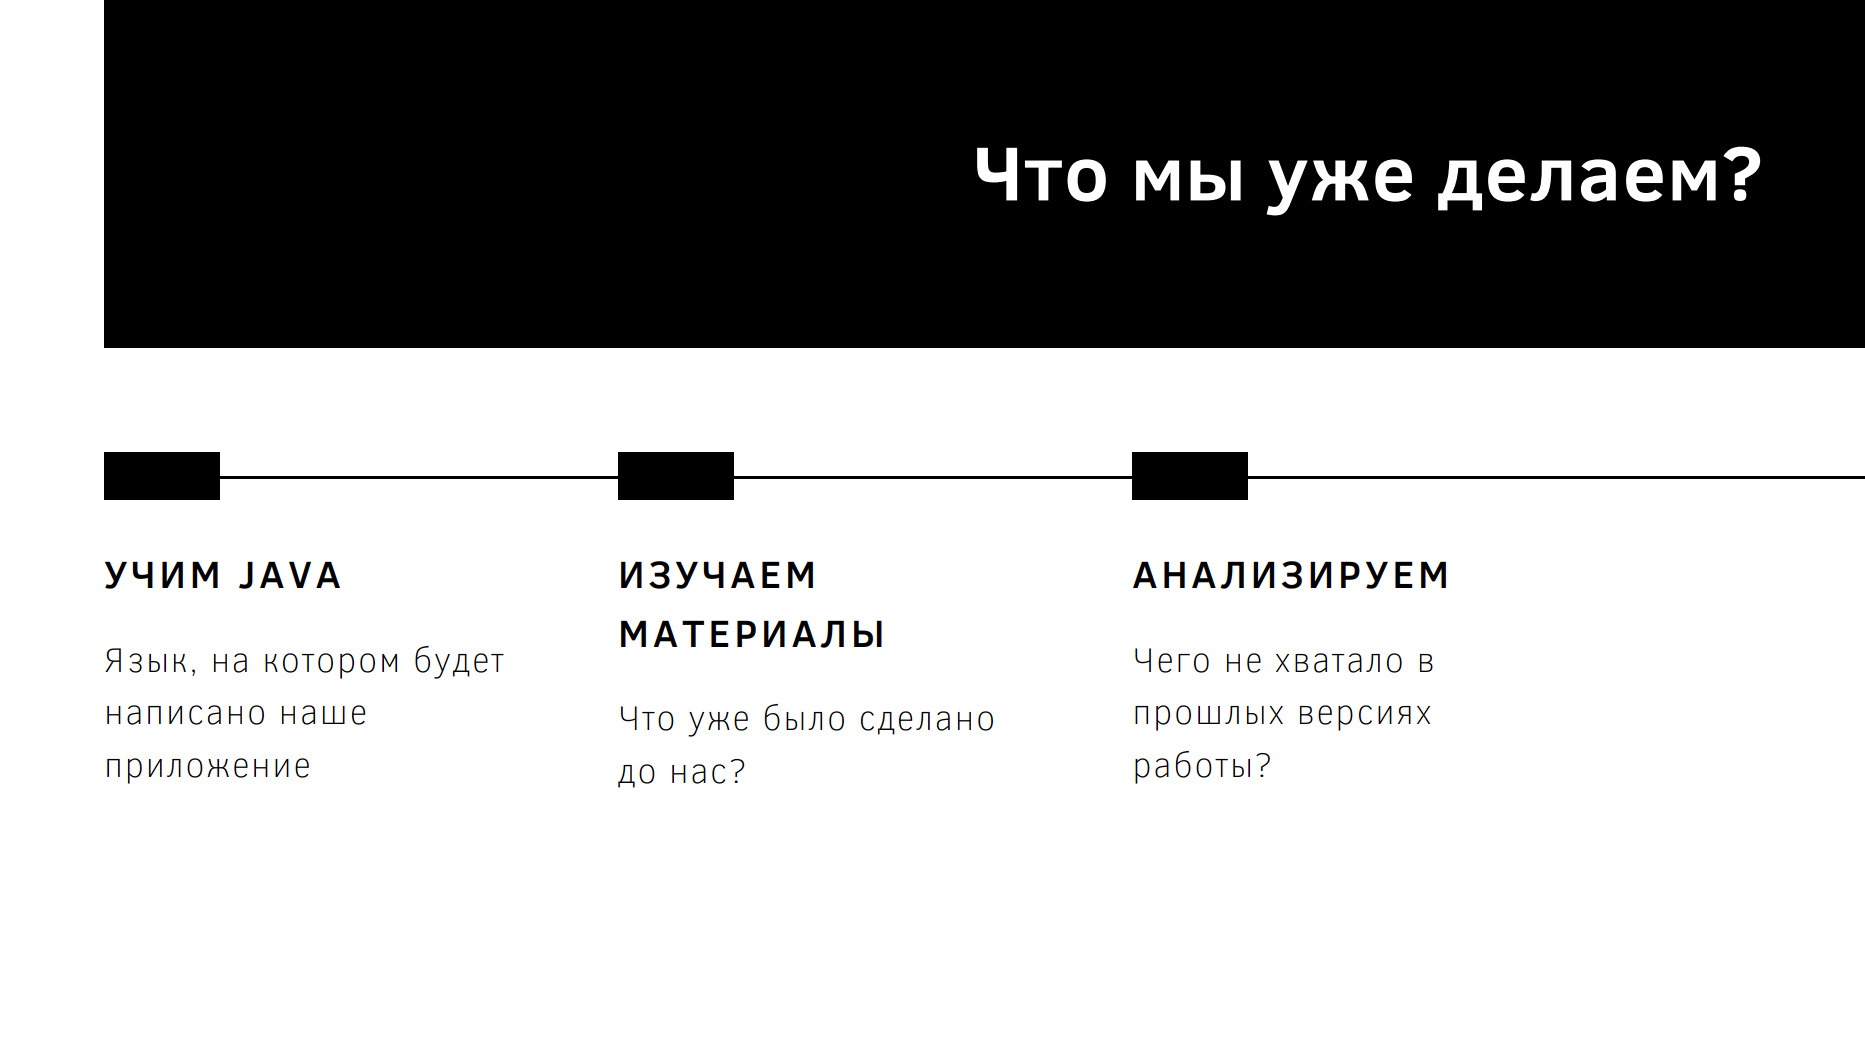 Что мы уже делаем?
УЧИМ JAVA
Язык, на котором будет
написано наше
приложение
ИЗУЧАЕМ
МАТЕРИАЛЫ
Что уже было сделано
до нас?
АНАЛИЗИРУЕМ
Чего не хватало в
прошлых версиях
работы?